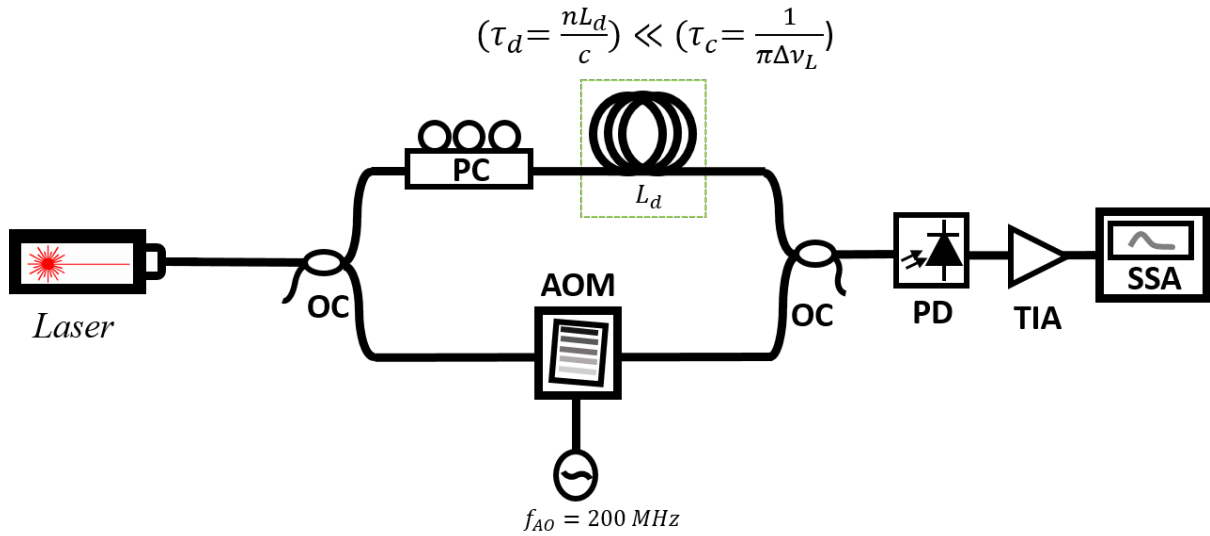 (τ_d = nL_d/c) ≪ (τ_c = 1/πΔν_L)
PC
L_d
Laser
OC
AOM
OC
PD
TIA
SSA
f_AO = 200 MHz